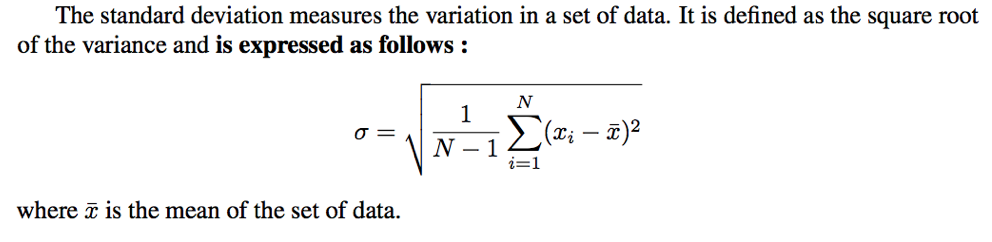 The standard deviation measures the variation in a set of data. It is defined as the square root
of the variance and is expressed as follows :
σ = √(1/(N − 1) ∑_{i=1}^{N} (x_i − x̄)²)
where x̄ is the mean of the set of data.